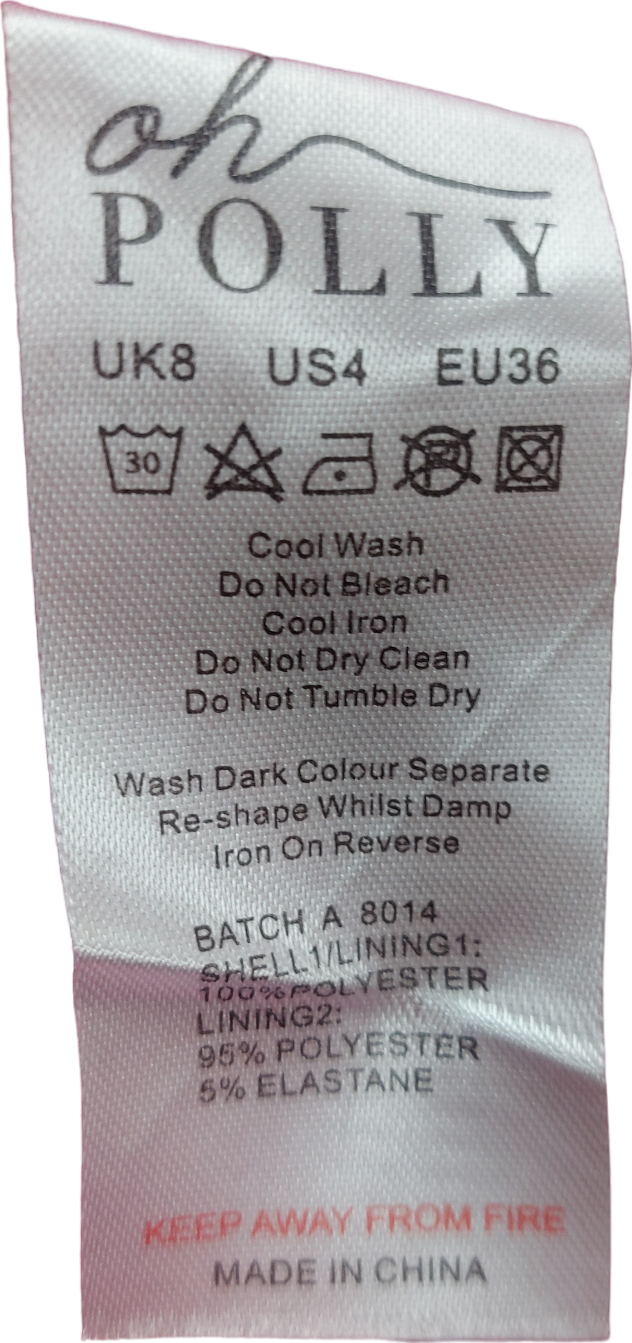 oh
POLLY
UK8 US4 EU36
30
P
Cool Wash
Do Not Bleach
Cool Iron
Do Not Dry Clean
Do Not Tumble Dry
Wash Dark Colour Separate
Re-shape Whilst Damp
Iron On Reverse
BATCH A 8014
SHELL1/LINING1:
100%POLYESTER
LINING2:
95% POLYESTER
5% ELASTANE
KEEP AWAY FROM FIRE
MADE IN CHINA